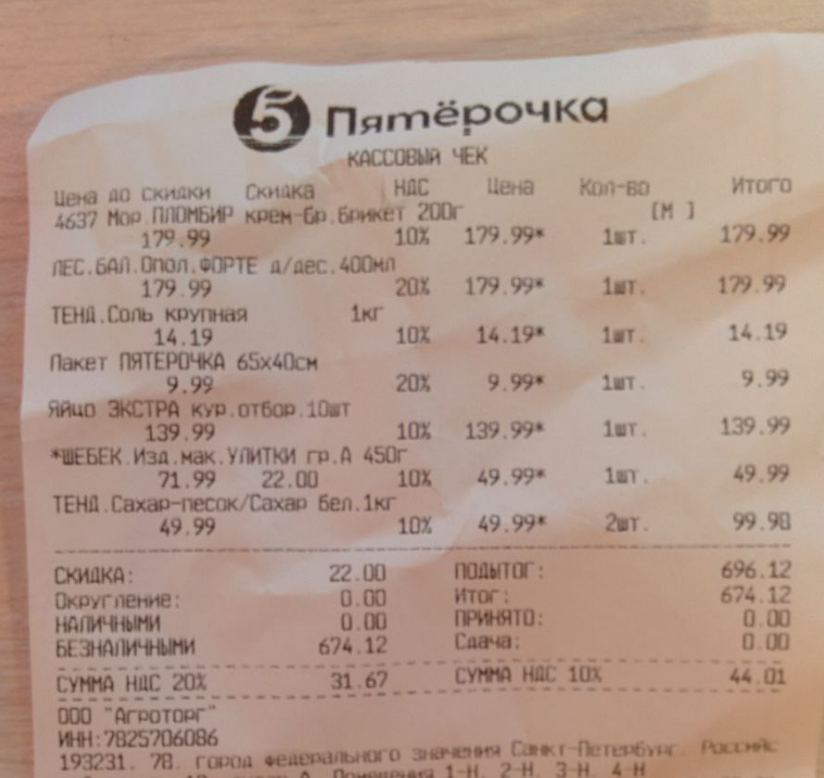 5 Пятёрочка
КАССОВЫЙ ЧЕК
Цена до скидки Скидка НДС Цена Кол-во Итого
4637 Мор.ПЛОМБИР крем-бр.брикет 200г [М ]
179.99 10% 179.99* 1шт. 179.99
ЛЕС.БАЛ.Опол.ФОРТЕ д/дес.400мл
179.99 20% 179.99* 1шт. 179.99
ТЕНД.Соль крупная 1кг
14.19 10% 14.19* 1шт. 14.19
Пакет ПЯТЕРОЧКА 65х40см
9.99 20% 9.99* 1шт. 9.99
Яйцо ЭКСТРА кур.отбор.10шт
139.99 10% 139.99* 1шт. 139.99
*ШЕБЕК.Изд.мак.УЛИТКИ гр.А 450г
71.99 22.00 10% 49.99* 1шт. 49.99
ТЕНД.Сахар-песок/Сахар бел.1кг
49.99 10% 49.99* 2шт. 99.98
СКИДКА: 22.00 ПОДЫТОГ: 696.12
Округление: 0.00 Итог: 674.12
НАЛИЧНЫМИ 0.00 ПРИНЯТО: 0.00
БЕЗНАЛИЧНЫМИ 674.12 Сдача: 0.00
СУММА НДС 20% 31.67 СУММА НДС 10% 44.01
ООО "Агроторг"
ИНН:7825706086
193231. 78. город федерального значения Санкт-Петербург. Российс
А. Помещения 1-Н. 2-Н. 3-Н. 4-Н